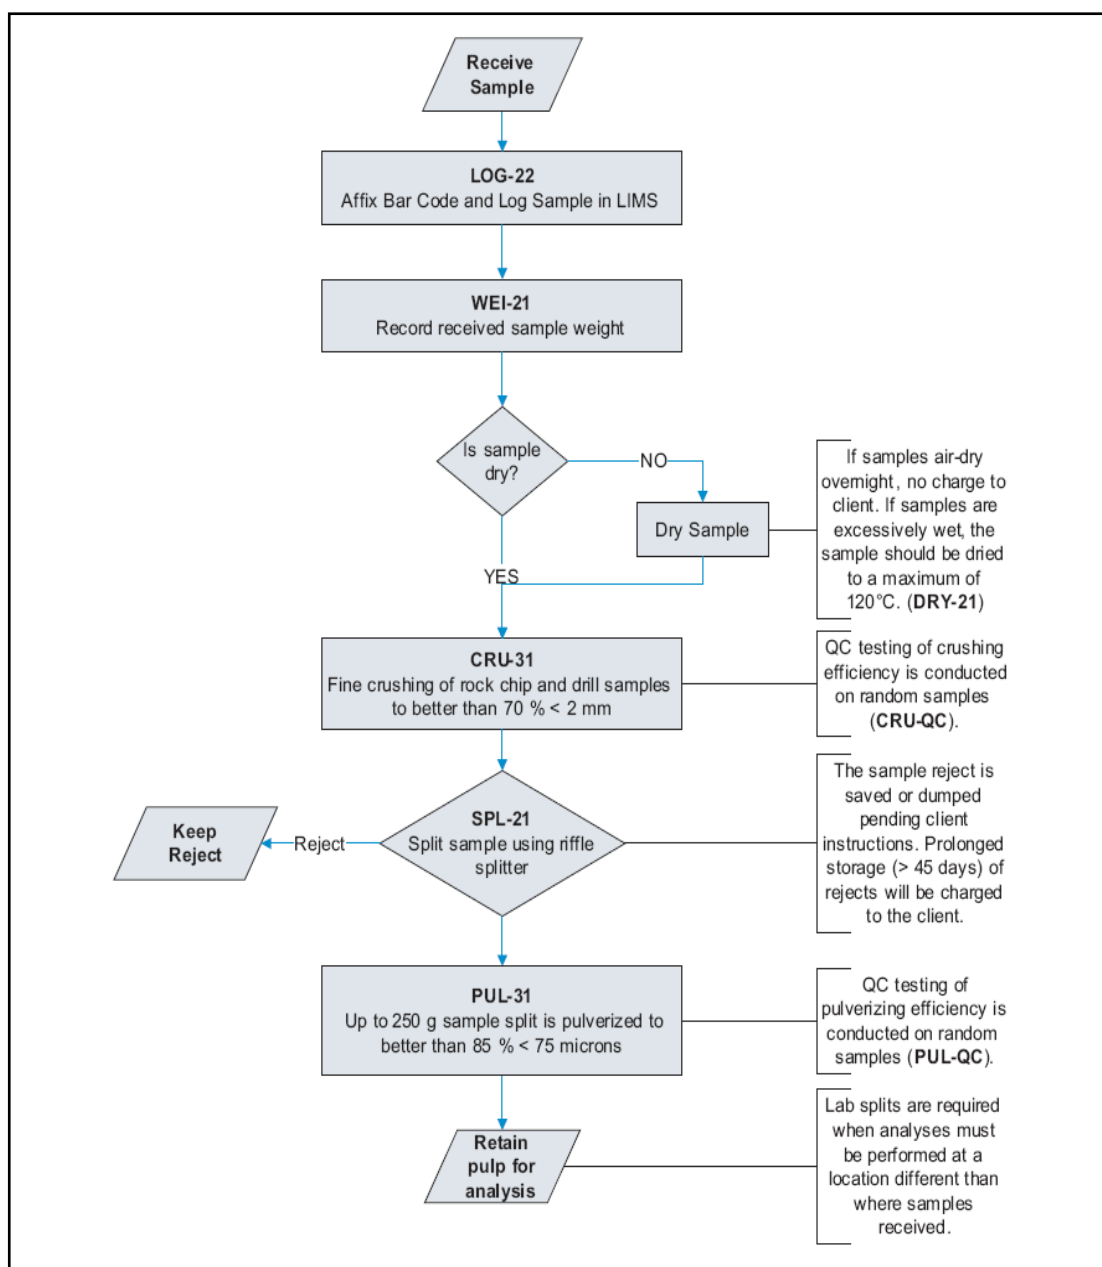 Receive
Sample
LOG-22
Affix Bar Code and Log Sample in LIMS
WEI-21
Record received sample weight
Is sample
dry?
NO
Dry Sample
If samples air-dry
overnight, no charge to
client. If samples are
excessively wet, the
sample should be dried
to a maximum of
120°C. (DRY-21)
YES
CRU-31
Fine crushing of rock chip and drill samples
to better than 70 % < 2 mm
QC testing of crushing
efficiency is conducted
on random samples
(CRU-QC).
SPL-21
Split sample using riffle
splitter
Reject
Keep
Reject
The sample reject is
saved or dumped
pending client
instructions. Prolonged
storage (> 45 days) of
rejects will be charged
to the client.
PUL-31
Up to 250 g sample split is pulverized to
better than 85 % < 75 microns
QC testing of
pulverizing efficiency is
conducted on random
samples (PUL-QC).
Retain
pulp for
analysis
Lab splits are required
when analyses must
be performed at a
location different than
where samples
received.